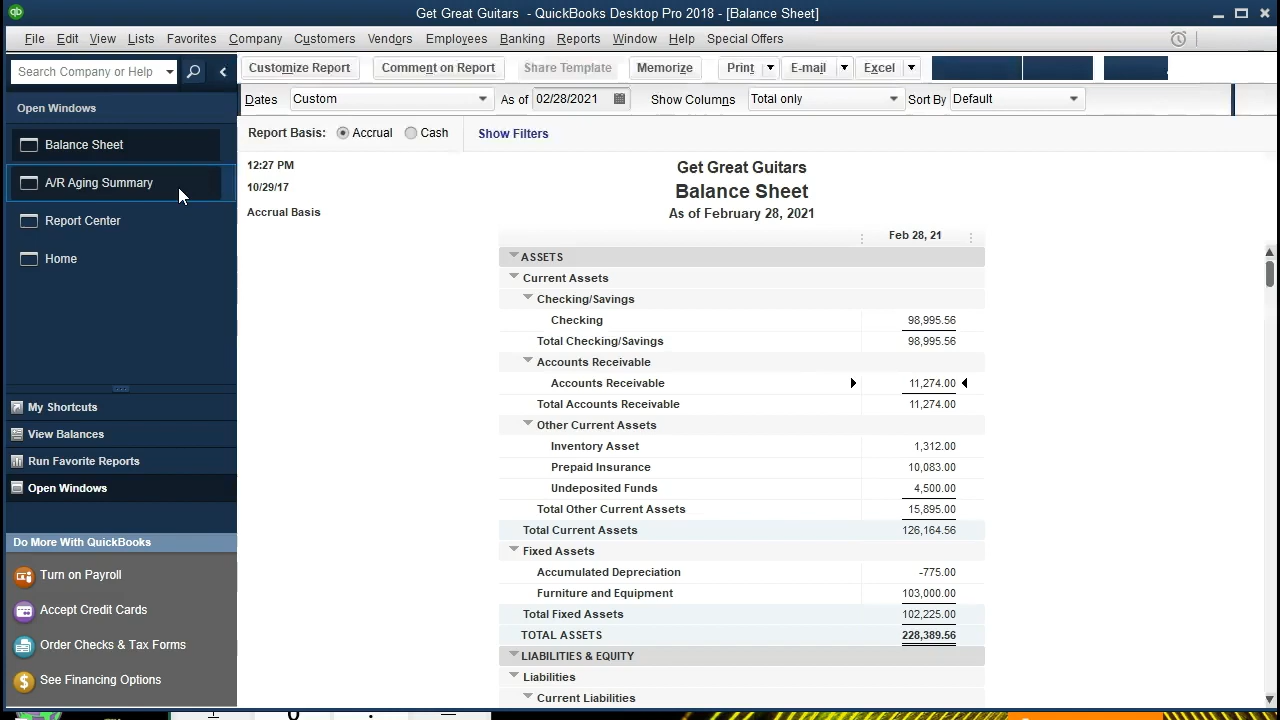 Get Great Guitars - QuickBooks Desktop Pro 2018 - [Balance Sheet]
File Edit View Lists Favorites Company Customers Vendors Employees Banking Reports Window Help Special Offers
Search Company or Help
Customize Report Comment on Report Share Template Memorize Print E-mail Excel
Dates Custom As of 02/28/2021 Show Columns Total only Sort By Default
Report Basis: Accrual Cash Show Filters
Open Windows
Balance Sheet
A/R Aging Summary
Report Center
Home
My Shortcuts
View Balances
Run Favorite Reports
Open Windows
Do More With QuickBooks
Turn on Payroll
Accept Credit Cards
Order Checks & Tax Forms
See Financing Options
12:27 PM
10/29/17
Accrual Basis
Get Great Guitars
Balance Sheet
As of February 28, 2021
Feb 28, 21
ASSETS
Current Assets
Checking/Savings
Checking 98,995.56
Total Checking/Savings 98,995.56
Accounts Receivable
Accounts Receivable 11,274.00
Total Accounts Receivable 11,274.00
Other Current Assets
Inventory Asset 1,312.00
Prepaid Insurance 10,083.00
Undeposited Funds 4,500.00
Total Other Current Assets 15,895.00
Total Current Assets 126,164.56
Fixed Assets
Accumulated Depreciation -775.00
Furniture and Equipment 103,000.00
Total Fixed Assets 102,225.00
TOTAL ASSETS 228,389.56
LIABILITIES & EQUITY
Liabilities
Current Liabilities